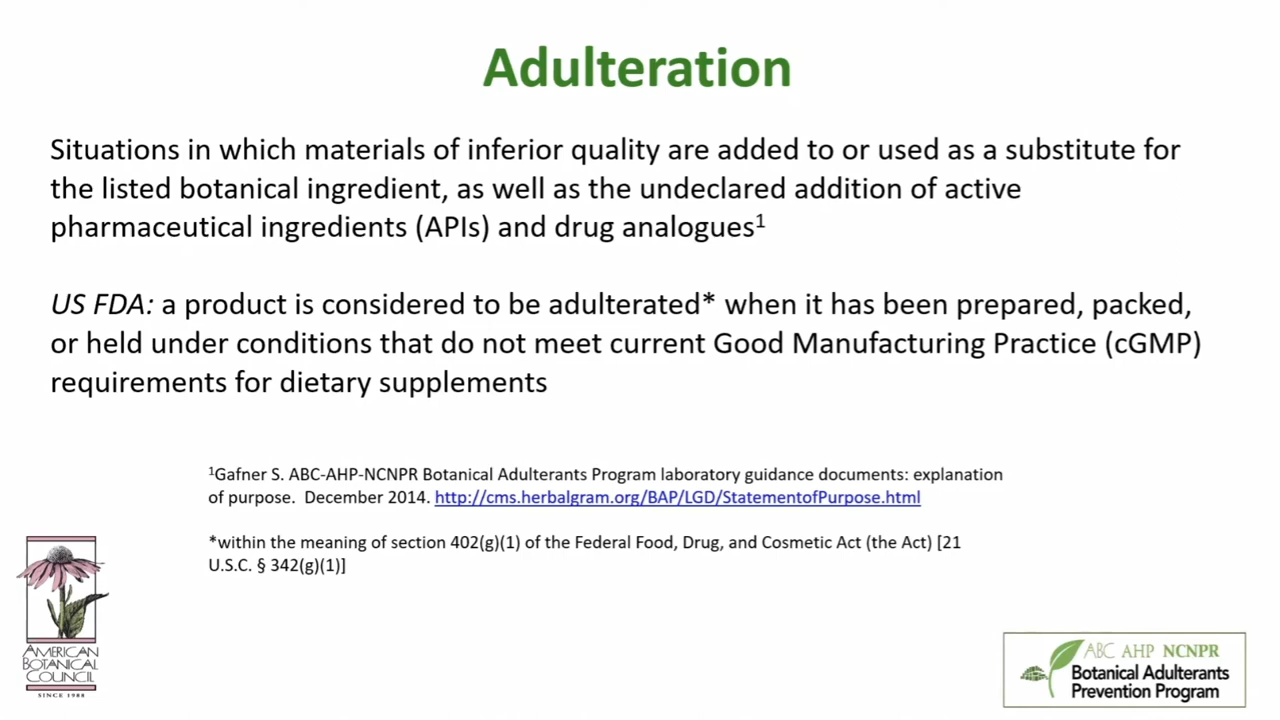 Adulteration
Situations in which materials of inferior quality are added to or used as a substitute for
the listed botanical ingredient, as well as the undeclared addition of active
pharmaceutical ingredients (APIs) and drug analogues¹
US FDA: a product is considered to be adulterated* when it has been prepared, packed,
or held under conditions that do not meet current Good Manufacturing Practice (cGMP)
requirements for dietary supplements
¹Gafner S. ABC-AHP-NCNPR Botanical Adulterants Program laboratory guidance documents: explanation
of purpose. December 2014. http://cms.herbalgram.org/BAP/LGD/StatementofPurpose.html
*within the meaning of section 402(g)(1) of the Federal Food, Drug, and Cosmetic Act (the Act) [21
U.S.C. § 342(g)(1)]
AMERICAN
BOTANICAL
COUNCIL
SINCE 1988
ABC AHP NCNPR
Botanical Adulterants
Prevention Program